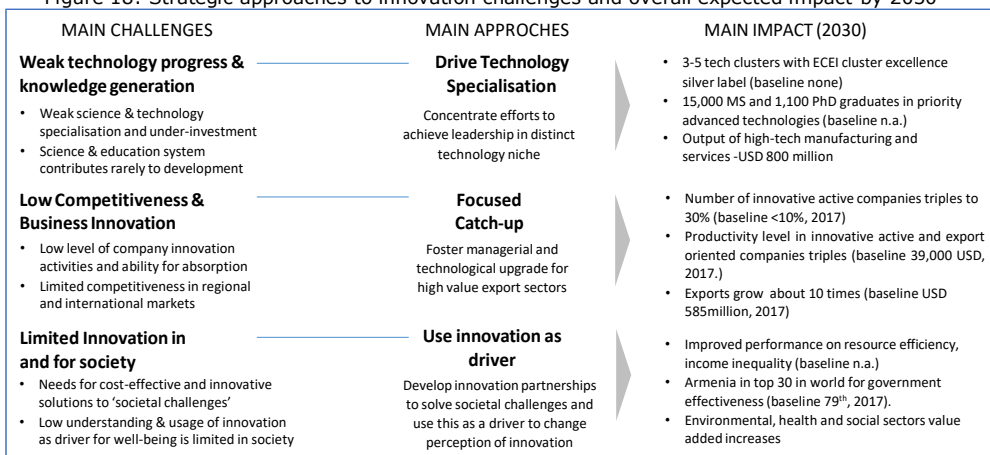 Figure 18: Strategic approaches to innovation challenges and overall expected impact by 2030
MAIN CHALLENGES
MAIN APPROCHES
MAIN IMPACT (2030)
Weak technology progress &
knowledge generation
• Weak science & technology
specialisation and under-investment
• Science & education system
contributes rarely to development
Drive Technology
Specialisation
Concentrate efforts to
achieve leadership in distinct
technology niche
• 3-5 tech clusters with ECEI cluster excellence
silver label (baseline none)
• 15,000 MS and 1,100 PhD graduates in priority
advanced technologies (baseline n.a.)
• Output of high-tech manufacturing and
services -USD 800 million
Low Competitiveness &
Business Innovation
• Low level of company innovation
activities and ability for absorption
• Limited competitiveness in regional
and international markets
Focused
Catch-up
Foster managerial and
technological upgrade for
high value export sectors
• Number of innovative active companies triples to
30% (baseline <10%, 2017)
• Productivity level in innovative active and export
oriented companies triples (baseline 39,000 USD,
2017.)
• Exports grow about 10 times (baseline USD
585million, 2017)
Limited Innovation in
and for society
• Needs for cost-effective and innovative
solutions to ‘societal challenges’
• Low understanding & usage of innovation
as driver for well-being is limited in society
Use innovation as
driver
Develop innovation partnerships
to solve societal challenges and
use this as a driver to change
perception of innovation
• Improved performance on resource efficiency,
income inequality (baseline n.a.)
• Armenia in top 30 in world for government
effectiveness (baseline 79th, 2017).
• Environmental, health and social sectors value
added increases